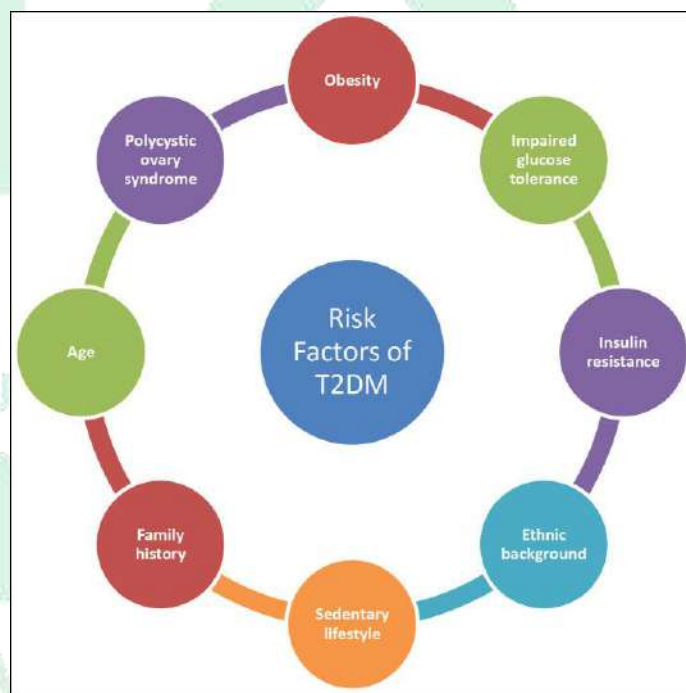 Obesity
Impaired
glucose
tolerance
Insulin
resistance
Ethnic
background
Sedentary
lifestyle
Family
history
Age
Polycystic
ovary
syndrome
Risk
Factors of
T2DM